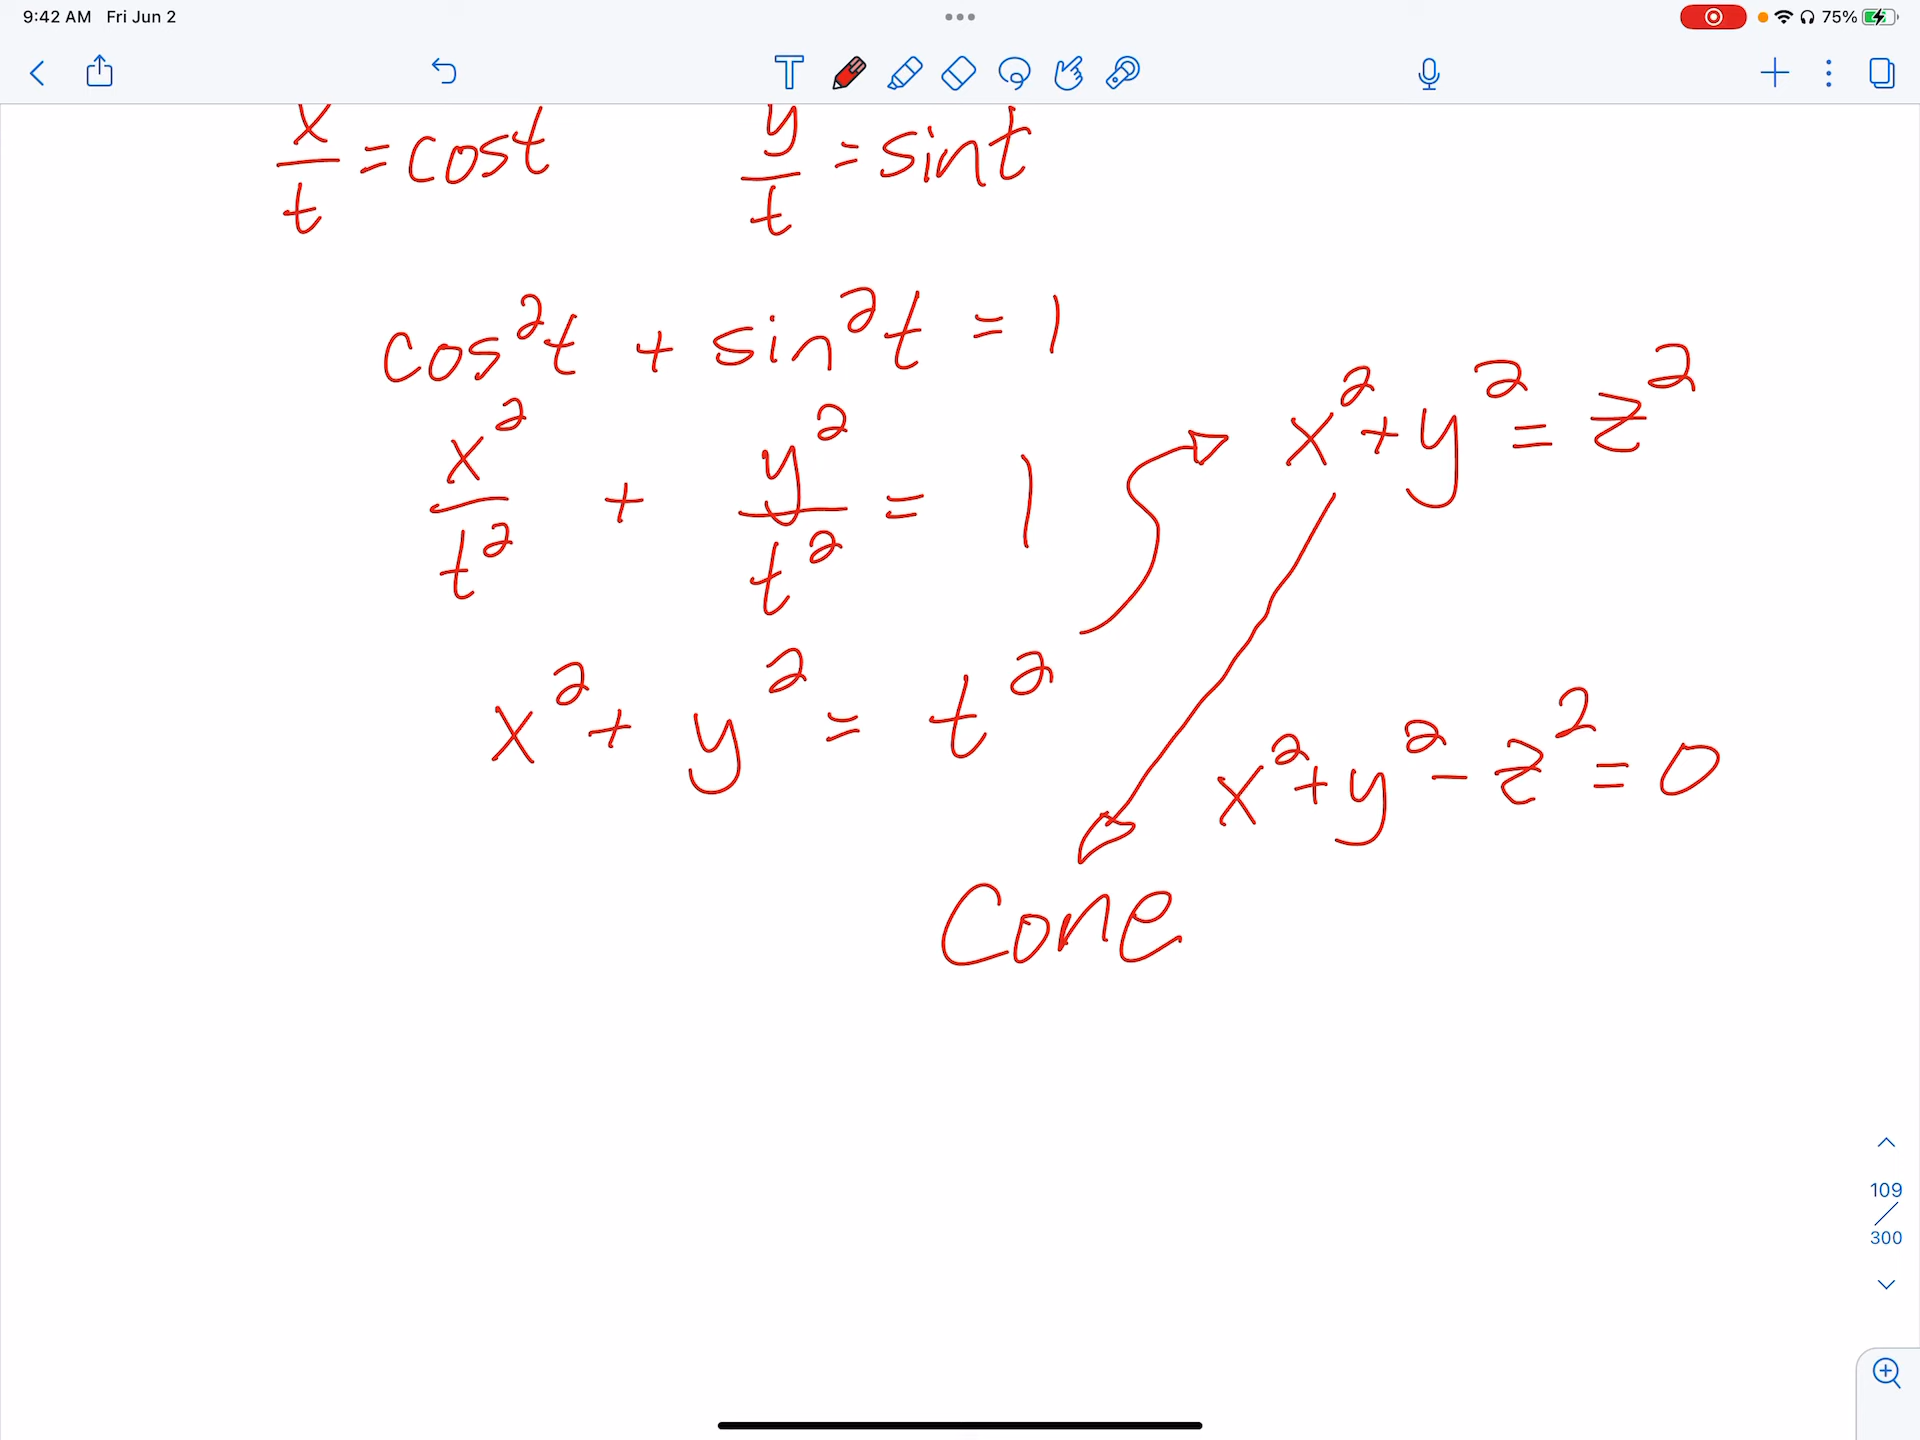 9:42 AM Fri Jun 2
75%
x/t = cost
y/t = sint
cos²t + sin²t = 1
x²/t² + y²/t² = 1
x² + y² = t²
x² + y² = z²
x² + y² - z² = 0
Cone
109
/
300